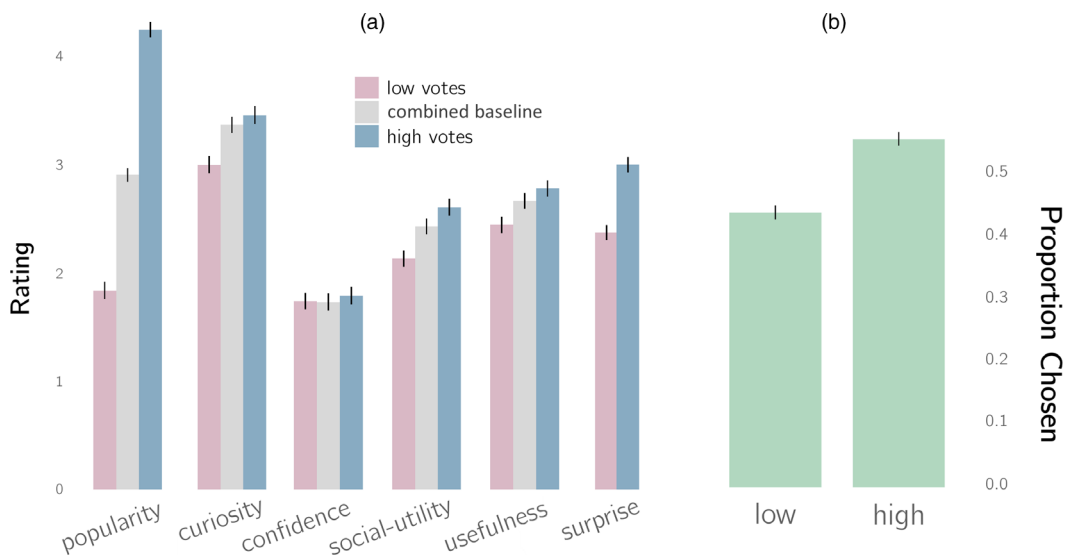 (a)
(b)
low votes
combined baseline
high votes
Rating
4
3
2
1
0
popularity
curiosity
confidence
social-utility
usefulness
surprise
0.5
0.4
0.3
0.2
0.1
0.0
Proportion Chosen
low
high